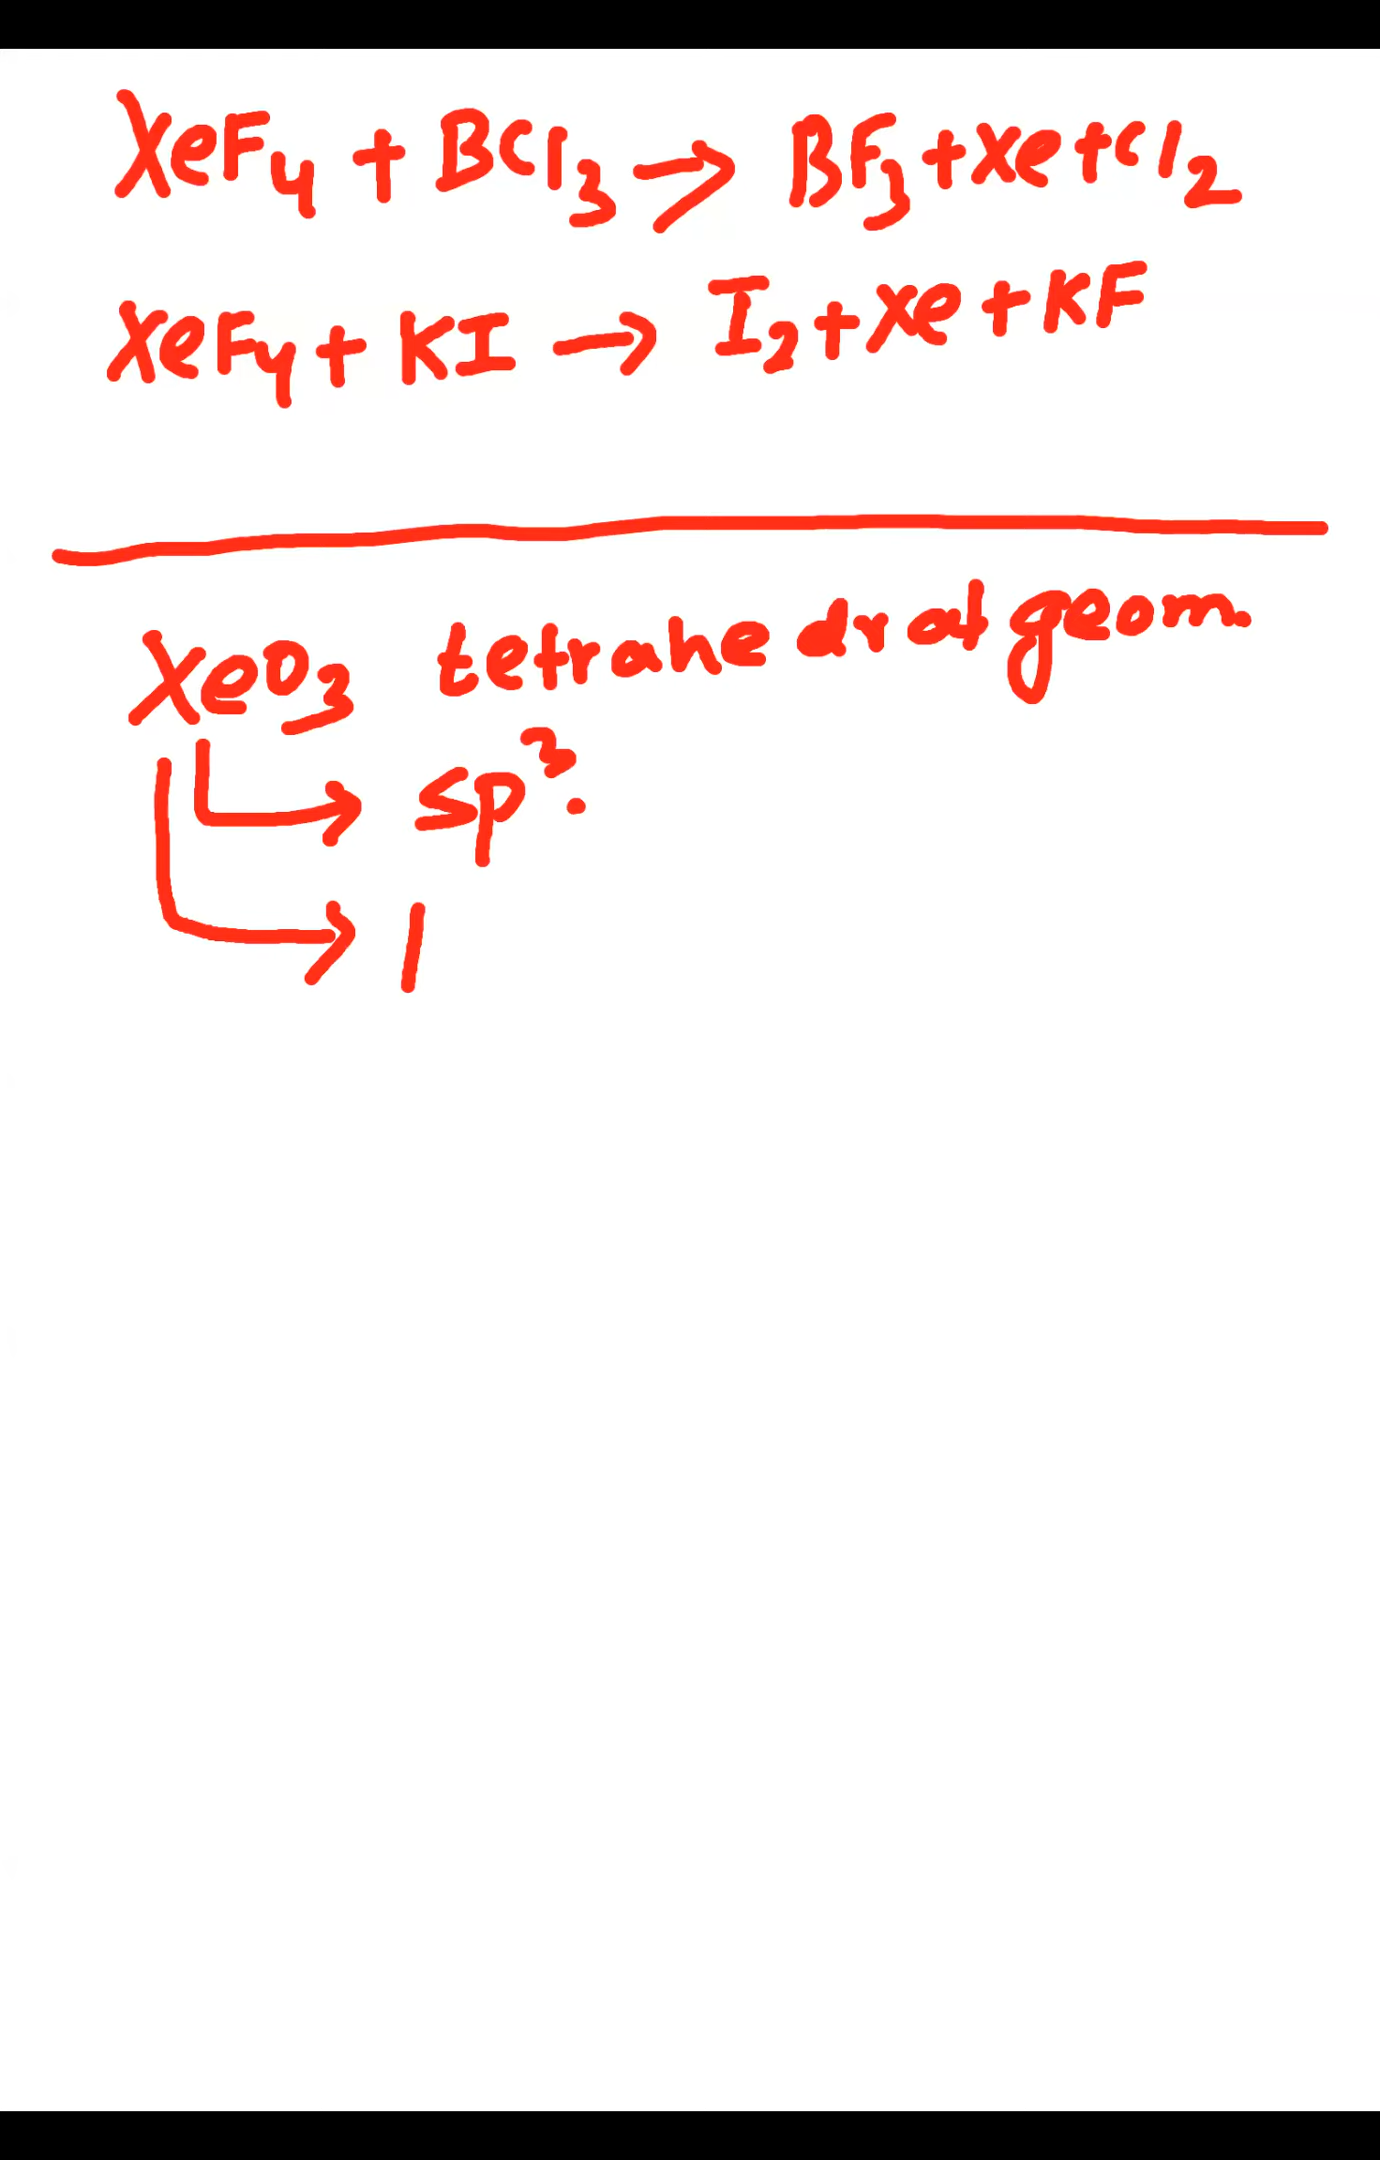 XeF₄ + BCl₃ → BF₃ + Xe + Cl₂
XeF₄ + KI → I₂ + Xe + KF
XeO₃ tetrahedral geom.
→ sp³.
→ 1